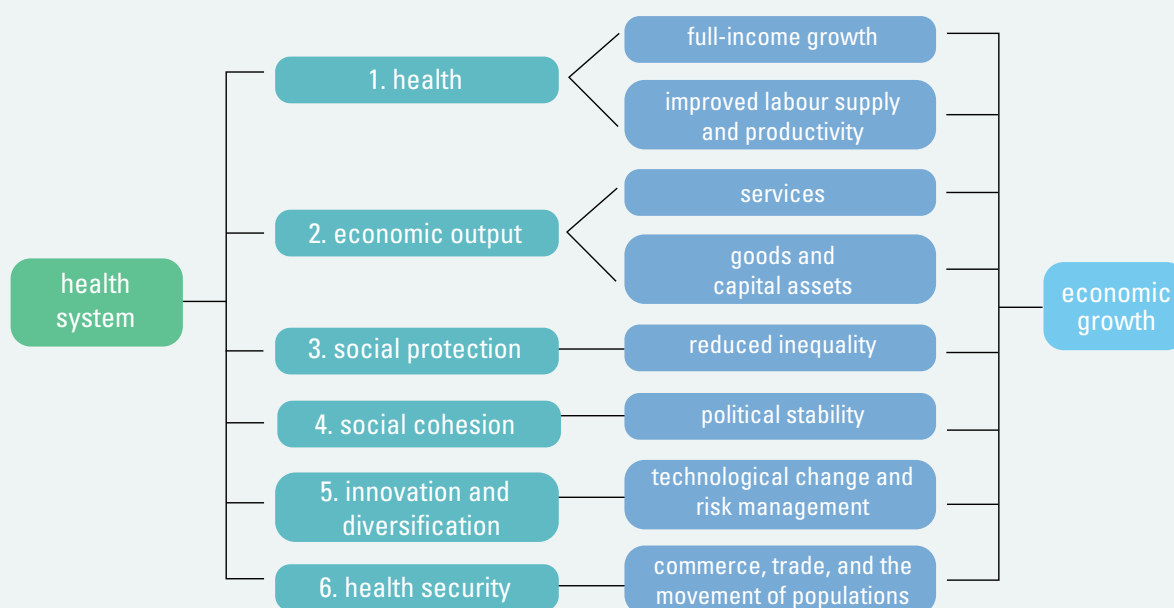 health
system
1. health
2. economic output
3. social protection
4. social cohesion
5. innovation and
diversification
6. health security
full-income growth
improved labour supply
and productivity
services
goods and
capital assets
reduced inequality
political stability
technological change and
risk management
commerce, trade, and the
movement of populations
economic
growth